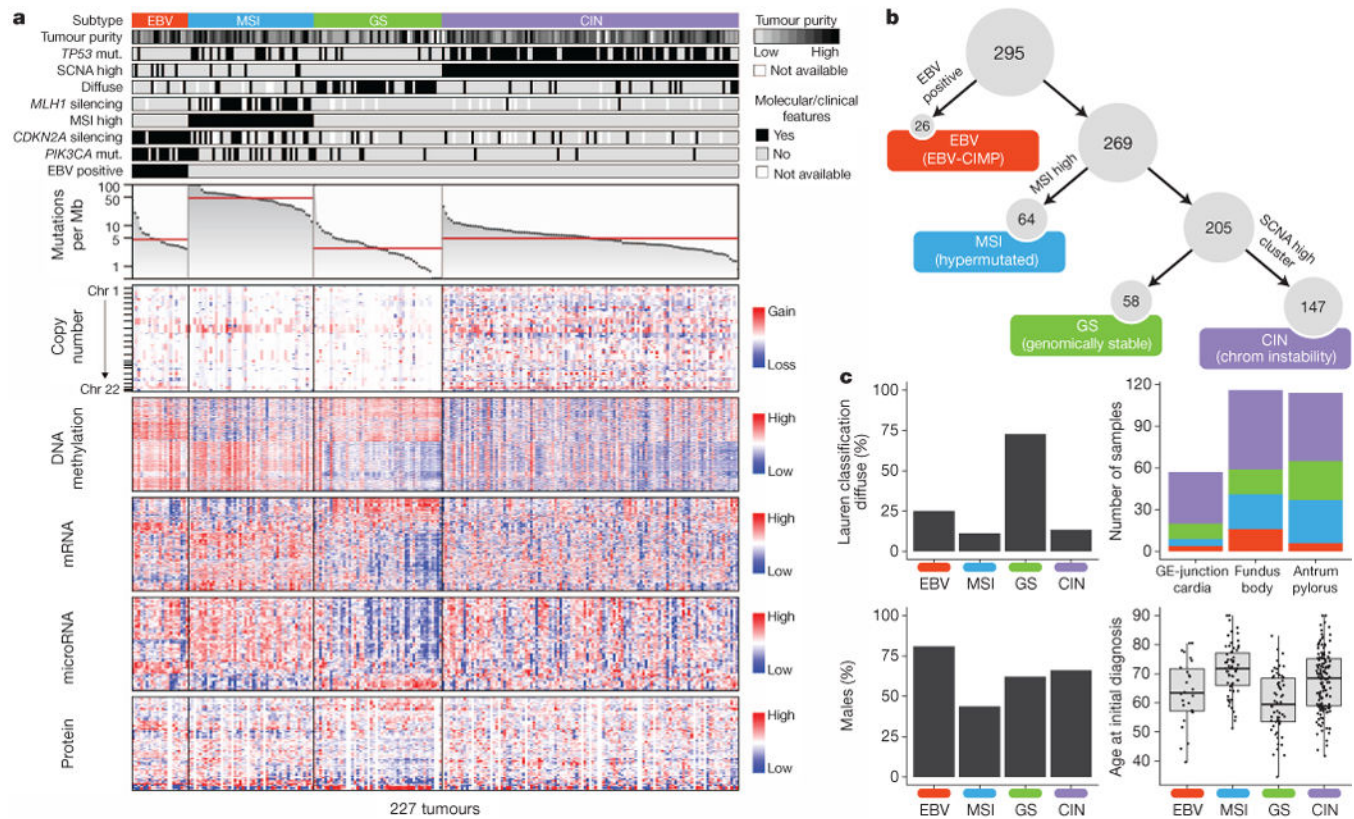 a
Subtype EBV MSI GS CIN
Tumour purity
TP53 mut.
SCNA high
Diffuse
MLH1 silencing
MSI high
CDKN2A silencing
PIK3CA mut.
EBV positive
Tumour purity
Low High
Not available
Molecular/clinical
features
Yes
No
Not available
Mutations
per Mb
100
50
10
5
1
Copy
number
Chr 1
Chr 22
Gain
Loss
DNA
methylation
High
Low
mRNA
High
Low
microRNA
High
Low
Protein
High
Low
227 tumours
b
295
EBV
positive
26
EBV
(EBV-CIMP)
269
MSI high
64
MSI
(hypermutated)
205
SCNA high
cluster
58
GS
(genomically stable)
147
CIN
(chrom instability)
c
Lauren classification
diffuse (%)
100
75
50
25
0
EBV MSI GS CIN
Number of samples
120
90
60
30
0
GE-junction
cardia
Fundus
body
Antrum
pylorus
Males (%)
100
75
50
25
0
EBV MSI GS CIN
Age at initial diagnosis
90
80
70
60
50
40
EBV MSI GS CIN